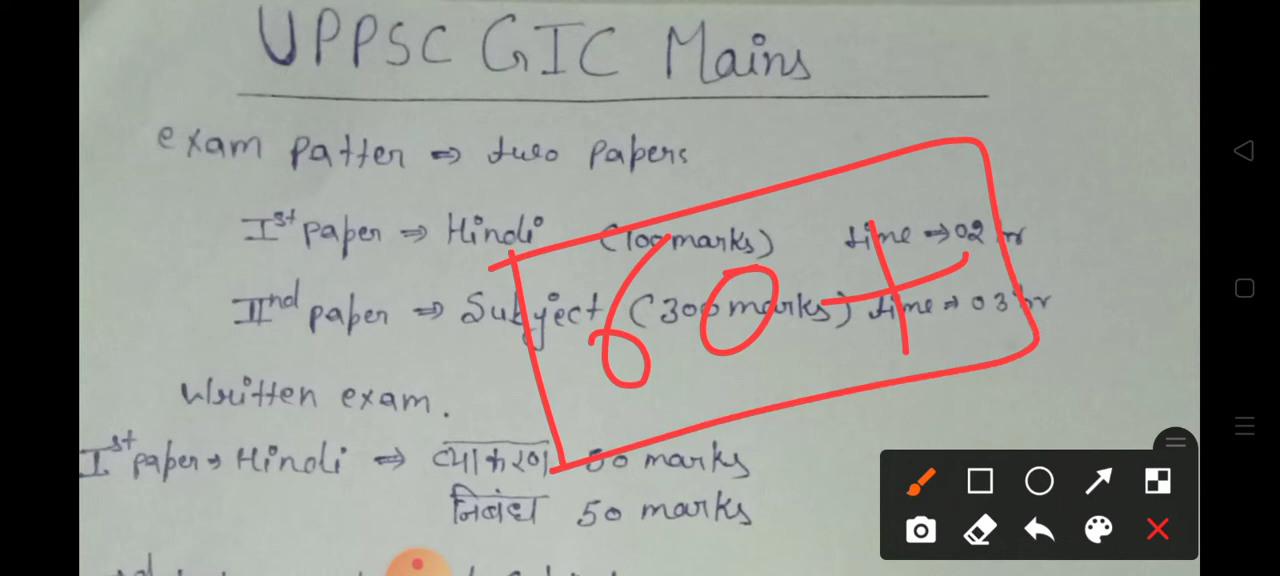 UPPSC GIC Mains
exam patter ⇒ two papers
Ist paper ⇒ Hindi (100 marks) time ⇒ 02 hr
IInd paper ⇒ Subject (300 marks) time ⇒ 03 hr
60+
written exam.
Ist paper → Hindi ⇒ व्याकरण 50 marks
निबंध 50 marks